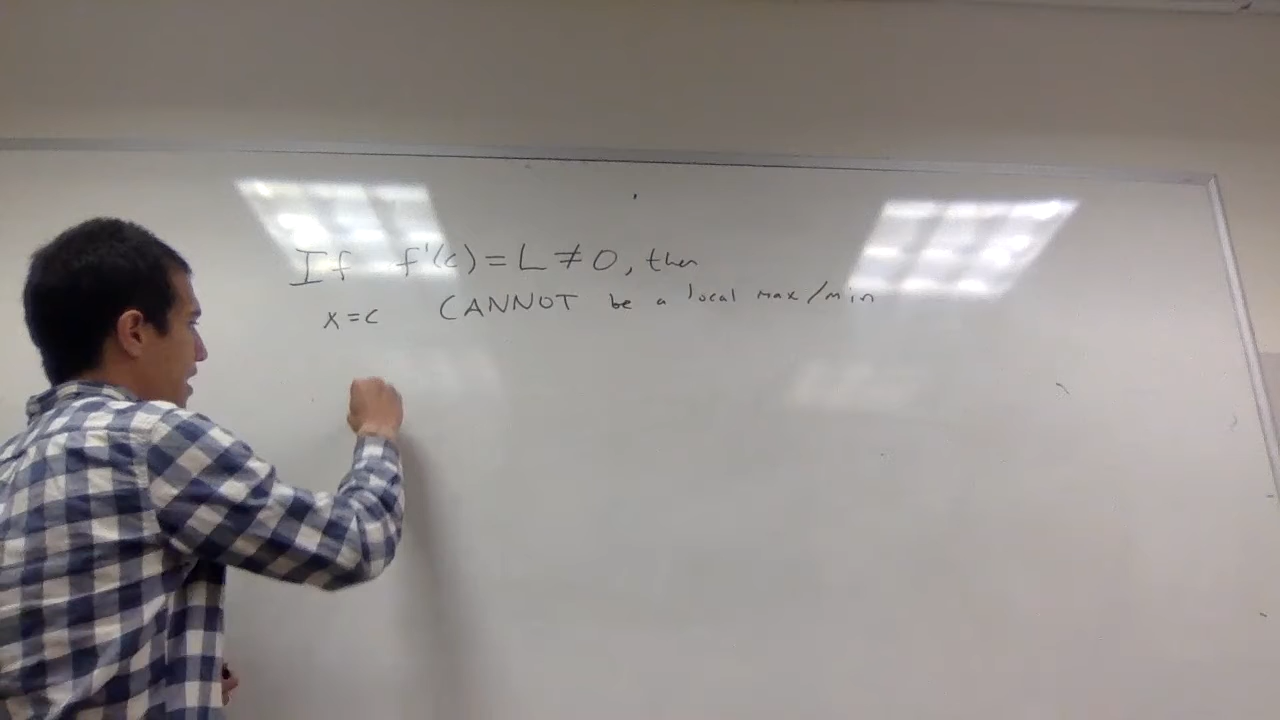 If f'(c) = L ≠ 0, then
x = c CANNOT be a local max/min